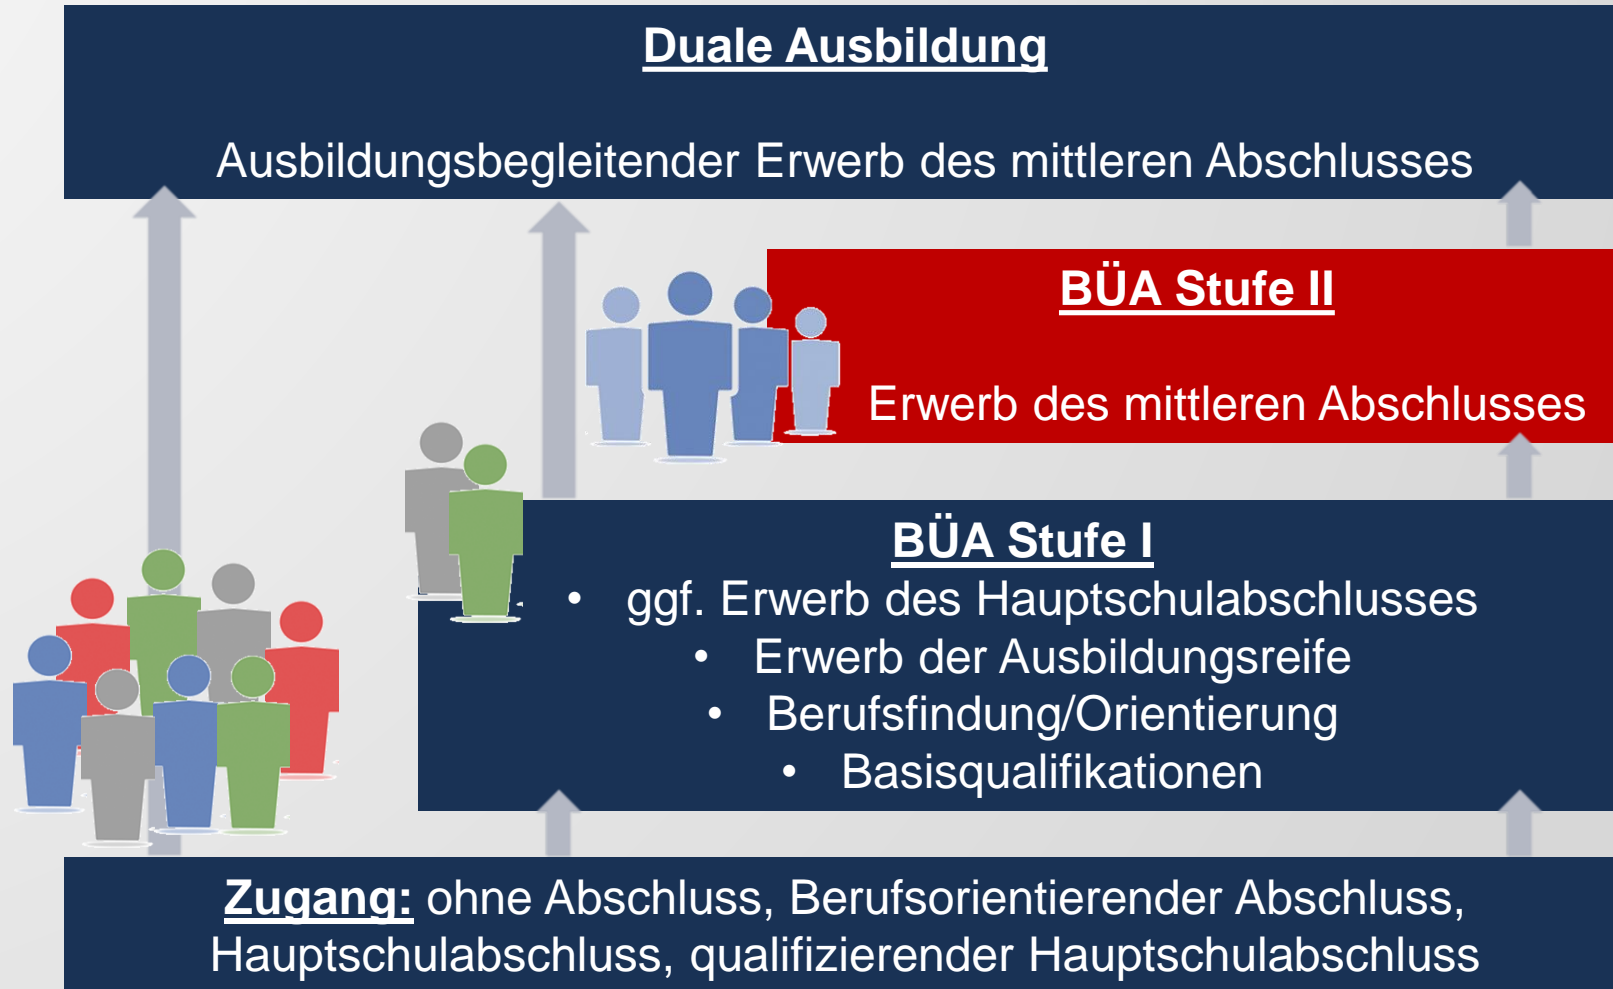 Duale Ausbildung
Ausbildungsbegleitender Erwerb des mittleren Abschlusses
BÜA Stufe II
Erwerb des mittleren Abschlusses
BÜA Stufe I
• ggf. Erwerb des Hauptschulabschlusses
• Erwerb der Ausbildungsreife
• Berufsfindung/Orientierung
• Basisqualifikationen
Zugang: ohne Abschluss, Berufsorientierender Abschluss,
Hauptschulabschluss, qualifizierender Hauptschulabschluss